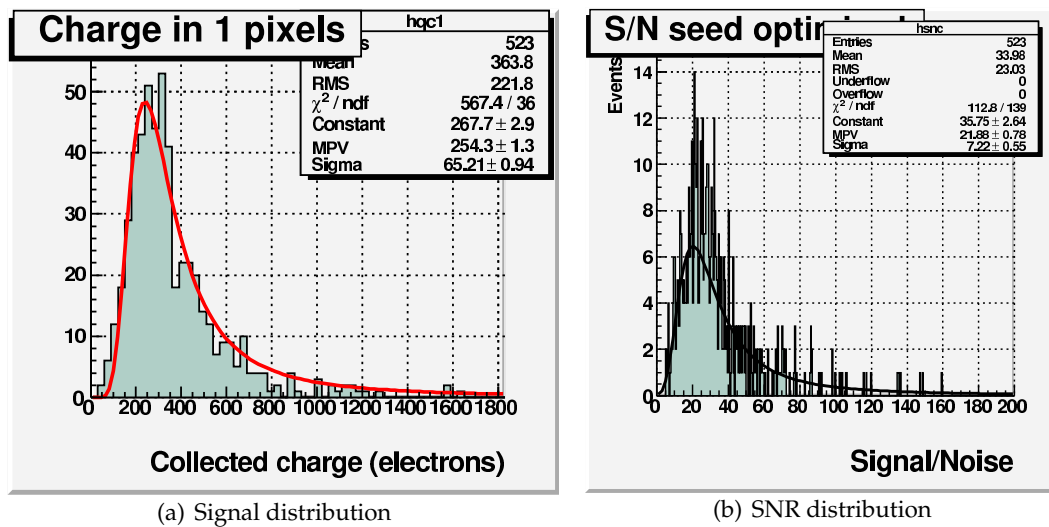 Charge in 1 pixels
hqc1
523
Mean 363.8
RMS 221.8
χ² / ndf 567.4 / 36
Constant 267.7 ± 2.9
MPV 254.3 ± 1.3
Sigma 65.21 ± 0.94
50
40
30
20
10
0
0 200 400 600 800 1000 1200 1400 1600 1800
Collected charge (electrons)
(a) Signal distribution
S/N seed optim
hsnc
Entries 523
Mean 33.98
RMS 23.03
Underflow 0
Overflow 0
χ² / ndf 112.8 / 139
Constant 35.75 ± 2.64
MPV 21.88 ± 0.78
Sigma 7.22 ± 0.55
Events
14
12
10
8
6
4
2
0
0 20 40 60 80 100 120 140 160 180 200
Signal/Noise
(b) SNR distribution